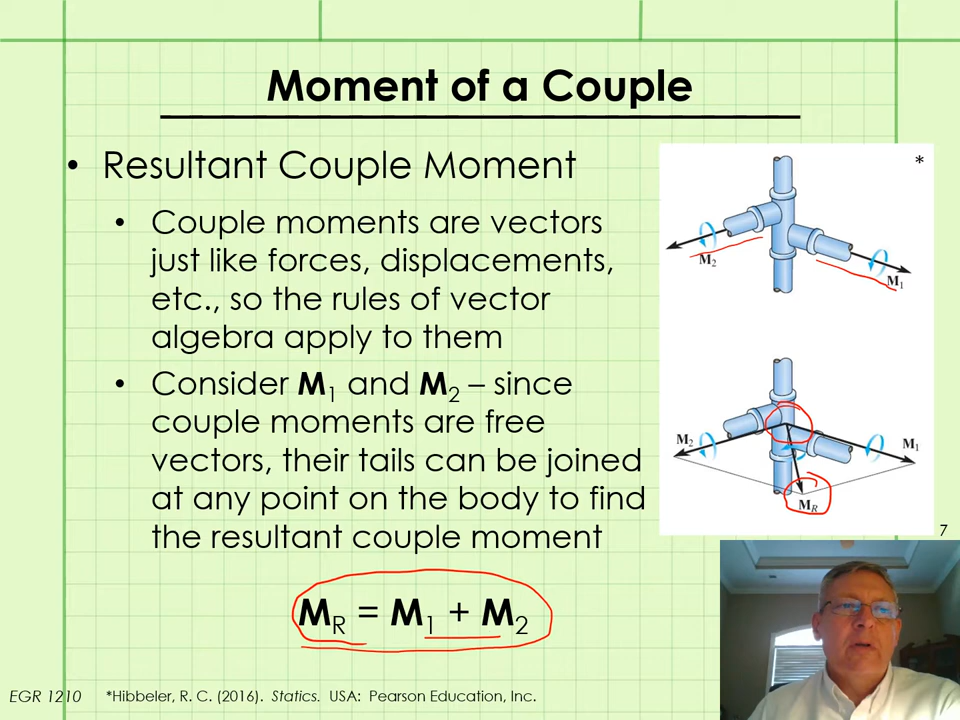 Moment of a Couple
• Resultant Couple Moment
• Couple moments are vectors
just like forces, displacements,
etc., so the rules of vector
algebra apply to them
• Consider M1 and M2 – since
couple moments are free
vectors, their tails can be joined
at any point on the body to find
the resultant couple moment
MR = M1 + M2
*
M2
M1
M2
M1
MR
7
EGR 1210
*Hibbeler, R. C. (2016). Statics. USA: Pearson Education, Inc.